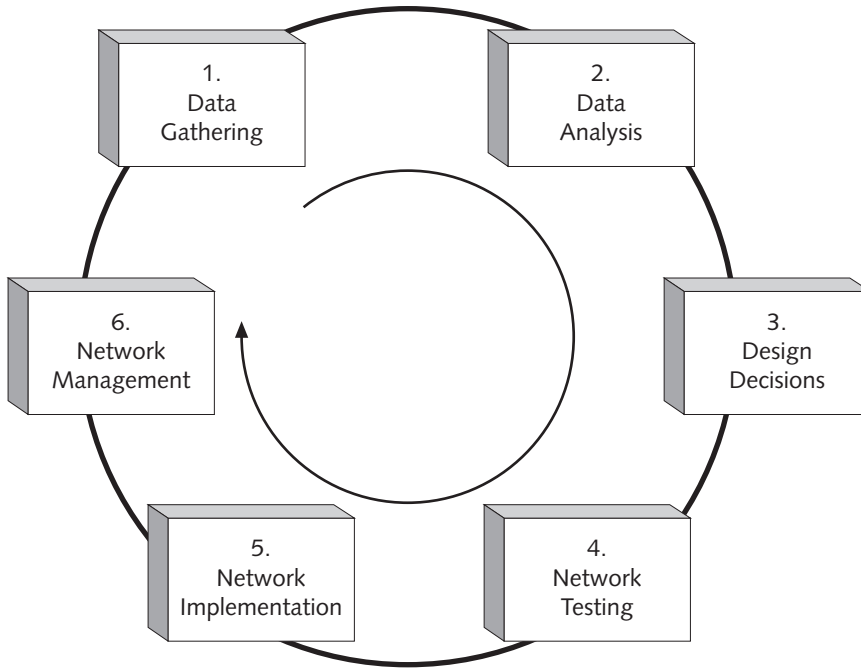 1.
Data
Gathering
2.
Data
Analysis
3.
Design
Decisions
4.
Network
Testing
5.
Network
Implementation
6.
Network
Management